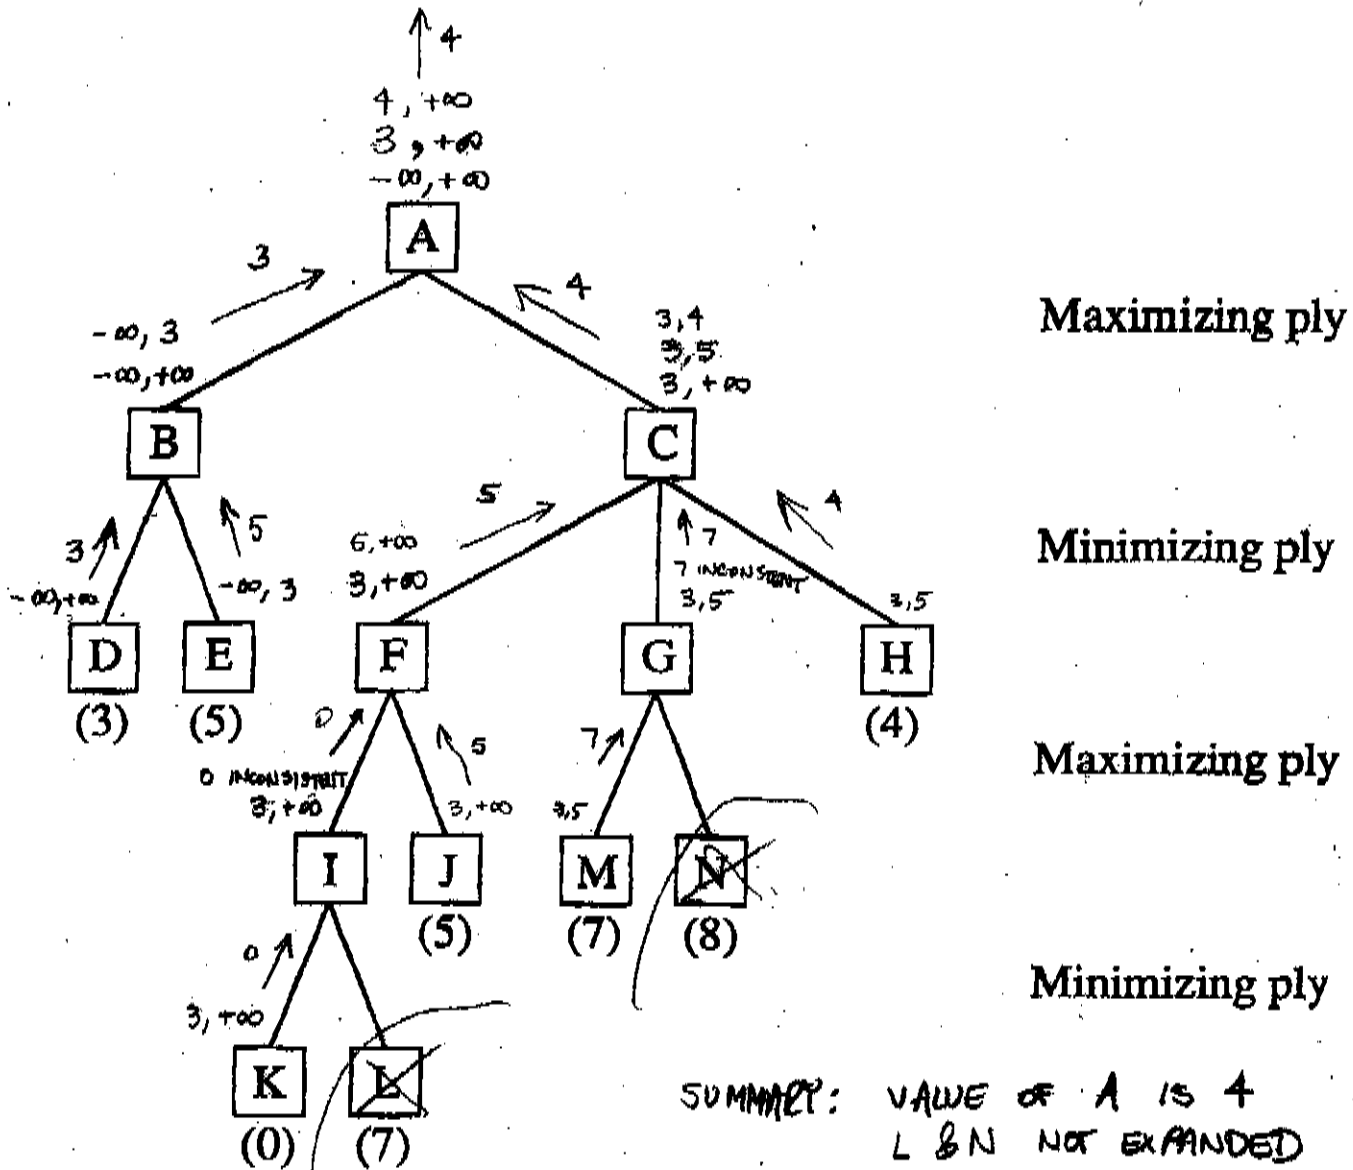 4
4, +∞
3, +∞
-∞, +∞
A
3
4
-∞, 3
-∞, +∞
3, 4
3, 5
3, +∞
Maximizing ply
B
C
3
5
5
7
4
-∞, +∞
-∞, 3
6, +∞
3, +∞
7 INCONSISTENT
3, 5
3, 5
Minimizing ply
D
E
F
G
H
(3)
(5)
(4)
0
5
7
0 INCONSISTENT
3, +∞
3, +∞
3,5
Maximizing ply
I
J
M
N
(5)
(7)
(8)
0
3, +∞
Minimizing ply
K
L
(0)
(7)
SUMMARY: VALUE OF A IS 4
L & N NOT EXPANDED